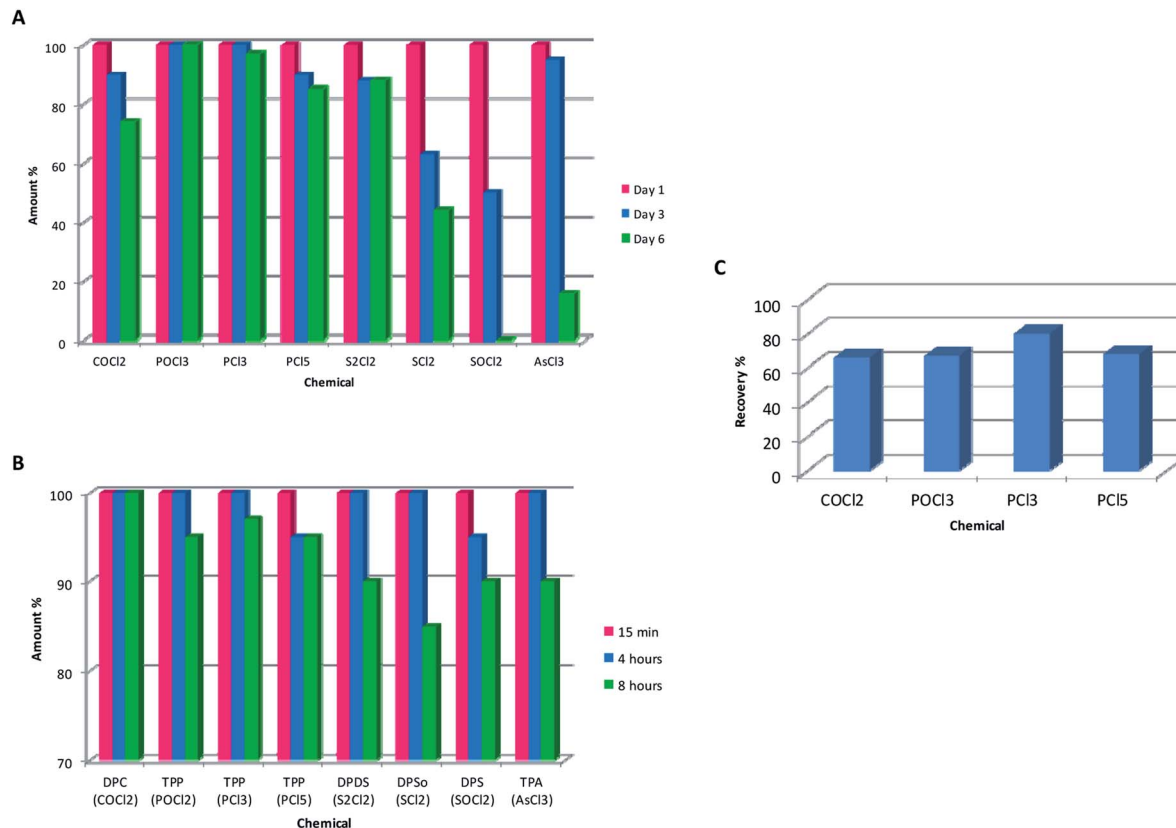 A
100
80
60
40
20
0
Amount %
COCl2 POCl3 PCl3 PCl5 S2Cl2 SCl2 SOCl2 AsCl3
Chemical
Day 1
Day 3
Day 6
B
100
90
80
70
Amount %
DPC TPP TPP TPP DPDS DPSo DPS TPA
(COCl2) (POCl2) (PCl3) (PCl5) (S2Cl2) (SCl2) (SOCl2) (AsCl3)
Chemical
15 min
4 hours
8 hours
C
100
80
60
40
20
0
Recovery %
COCl2 POCl3 PCl3 PCl5
Chemical